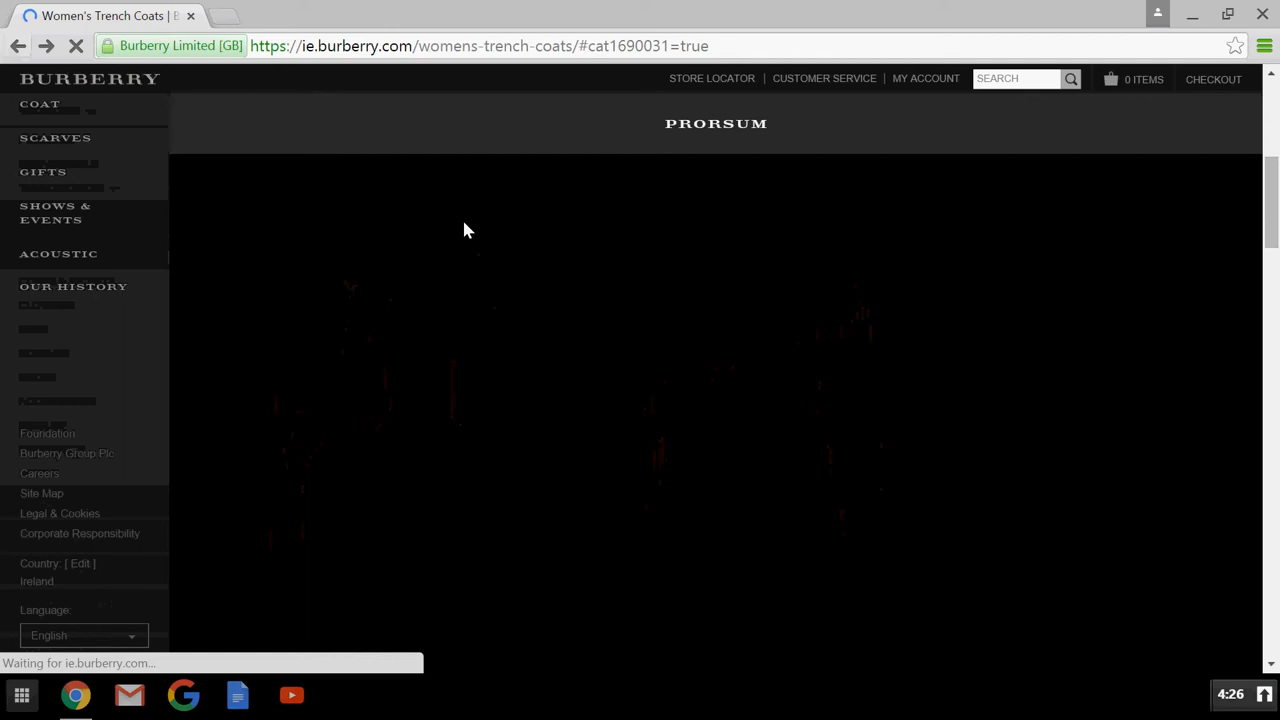 Women's Trench Coats | B
Burberry Limited [GB] https://ie.burberry.com/womens-trench-coats/#cat1690031=true
BURBERRY
STORE LOCATOR | CUSTOMER SERVICE | MY ACCOUNT
SEARCH
0 ITEMS
CHECKOUT
PRORSUM
COAT
SCARVES
GIFTS
SHOWS &
EVENTS
ACOUSTIC
OUR HISTORY
Foundation
Burberry Group Plc
Careers
Site Map
Legal & Cookies
Corporate Responsibility
Country: [ Edit ]
Ireland
Language:
English
Waiting for ie.burberry.com...
4:26